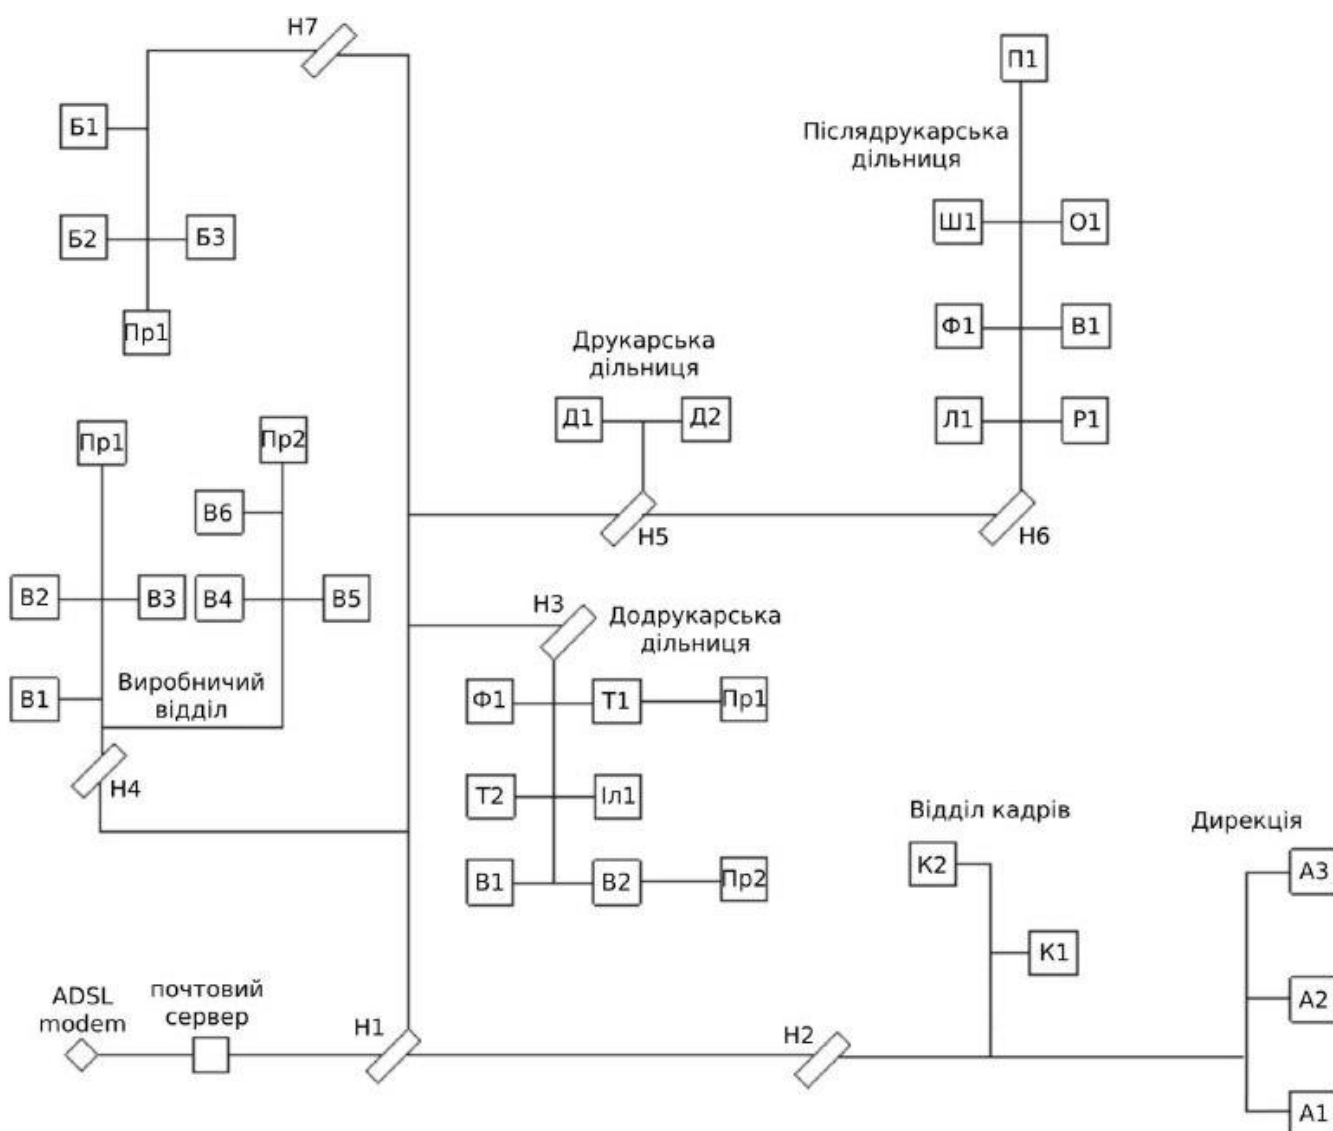 Н7
П1
Б1
Післядрукарська
дільниця
Ш1
О1
Б2
Б3
Пр1
Ф1
В1
Друкарська
дільниця
Д1
Д2
Л1
Р1
Пр1
Пр2
В6
Н5
Н6
В2
В3
В4
В5
Н3
Додрукарська
дільниця
В1
Виробничий
відділ
Ф1
Т1
Пр1
Н4
Т2
Іл1
Відділ кадрів
Дирекція
К2
А3
В1
В2
Пр2
К1
ADSL
modem
почтовий
сервер
А2
Н1
Н2
А1